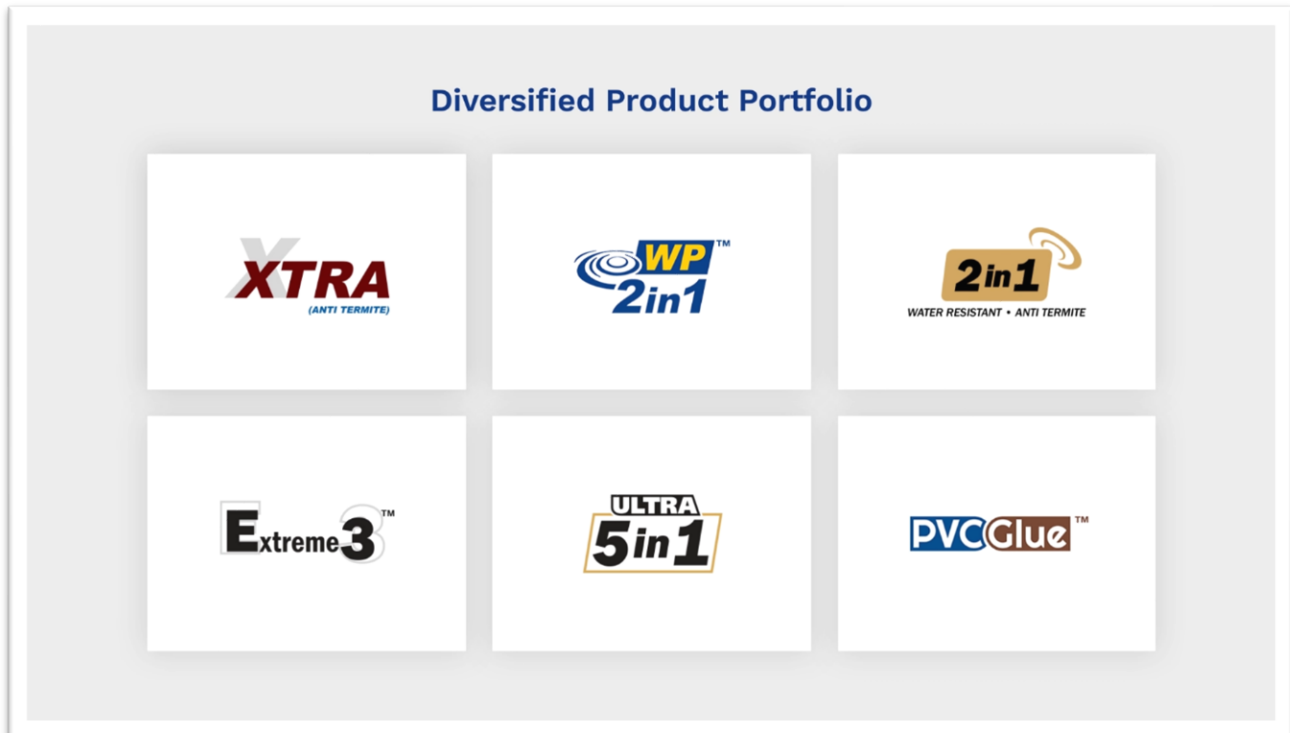 Diversified Product Portfolio
XTRA
(ANTI TERMITE)
WP™
2in1
2in1
WATER RESISTANT • ANTI TERMITE
Extreme3™
ULTRA
5in1
PVCGlue™